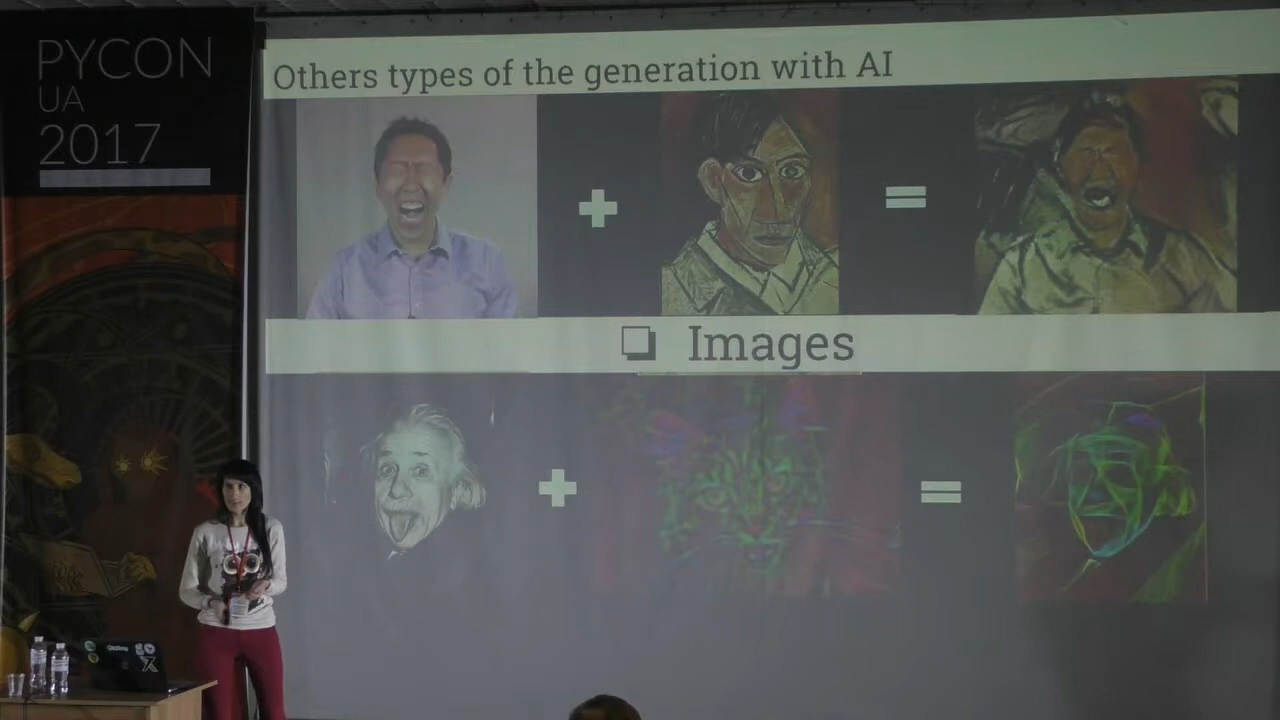 PYCON
UA
2017
Others types of the generation with AI
Images